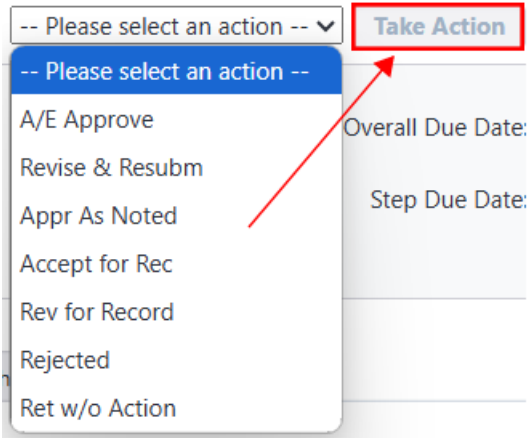 -- Please select an action --
Take Action
-- Please select an action --
A/E Approve
Revise & Resubm
Appr As Noted
Accept for Rec
Rev for Record
Rejected
Ret w/o Action
Overall Due Date:
Step Due Date: